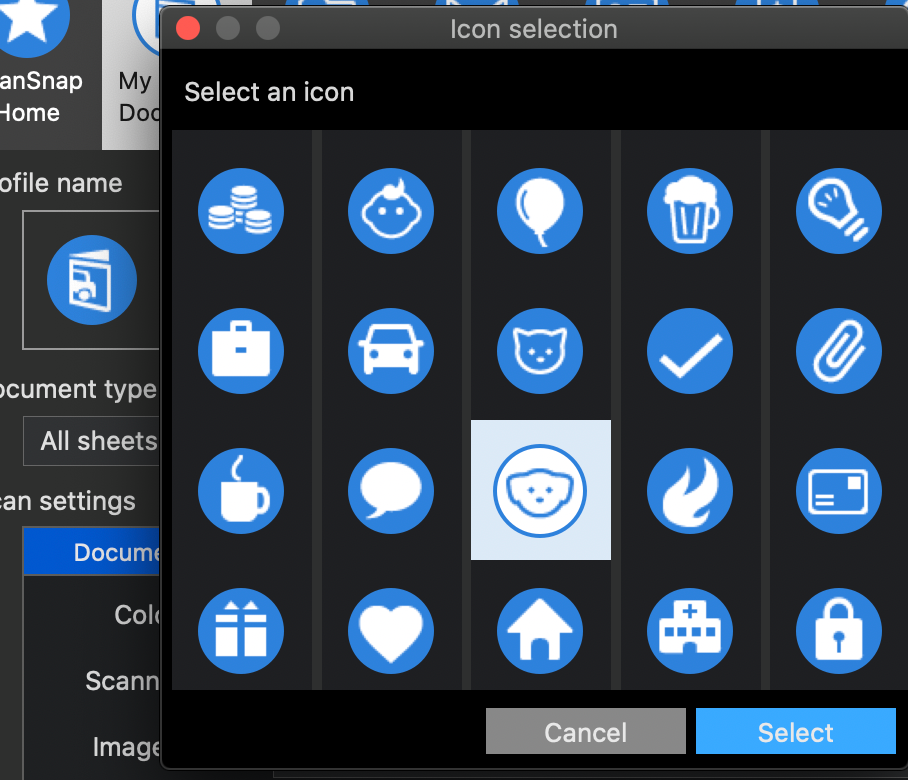 Icon selection
Select an icon
anSnap
Home
My
Doc
ofile name
ocument type
All sheets
can settings
Docume
Colo
Scann
Image
Cancel
Select